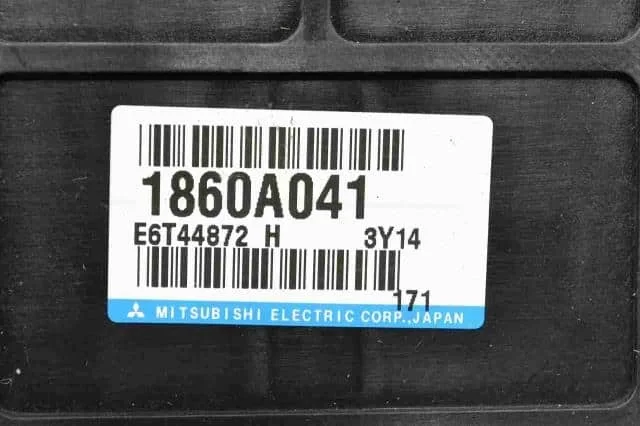 1860A041
E6T44872 H 3Y14
171
MITSUBISHI ELECTRIC CORP.,JAPAN